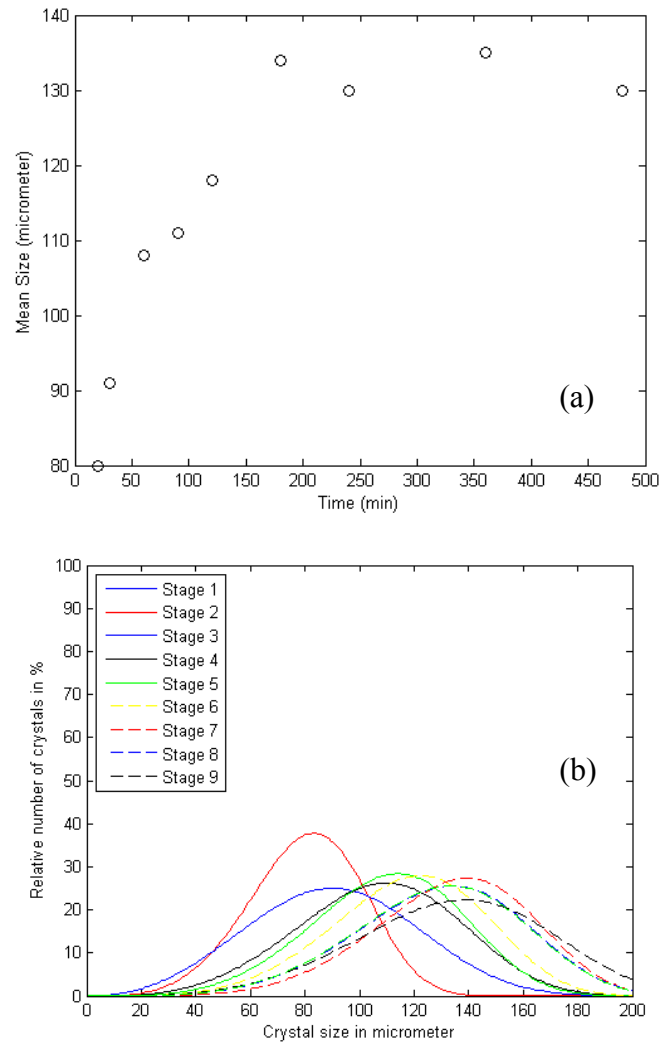 140
130
120
110
100
90
80
Mean Size (micrometer)
(a)
0 50 100 150 200 250 300 350 400 450 500
Time (min)
100
90
80
70
60
50
40
30
20
10
0
Relative number of crystals in %
Stage 1
Stage 2
Stage 3
Stage 4
Stage 5
Stage 6
Stage 7
Stage 8
Stage 9
(b)
0 20 40 60 80 100 120 140 160 180 200
Crystal size in micrometer